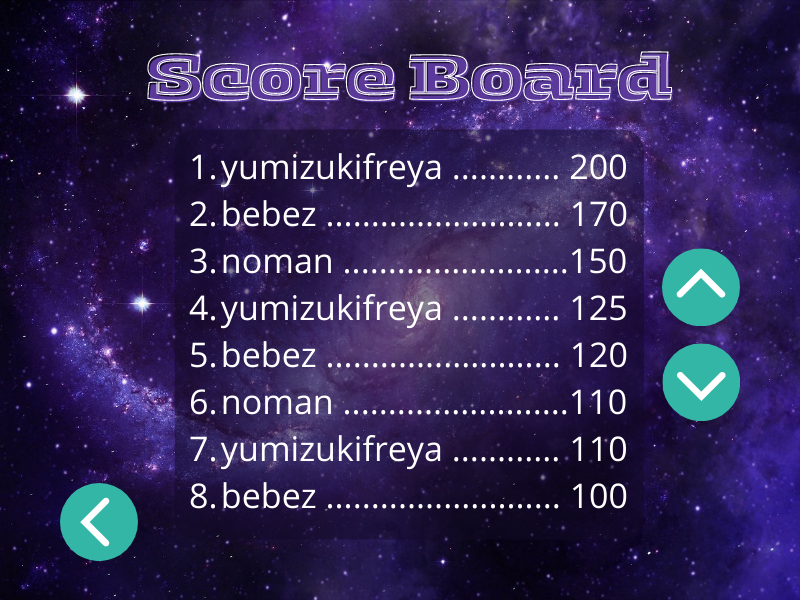 Score Board
1. yumizukifreya ............ 200
2. bebez .......................... 170
3. noman .........................150
4. yumizukifreya ............ 125
5. bebez .......................... 120
6. noman .........................110
7. yumizukifreya ............ 110
8. bebez .......................... 100